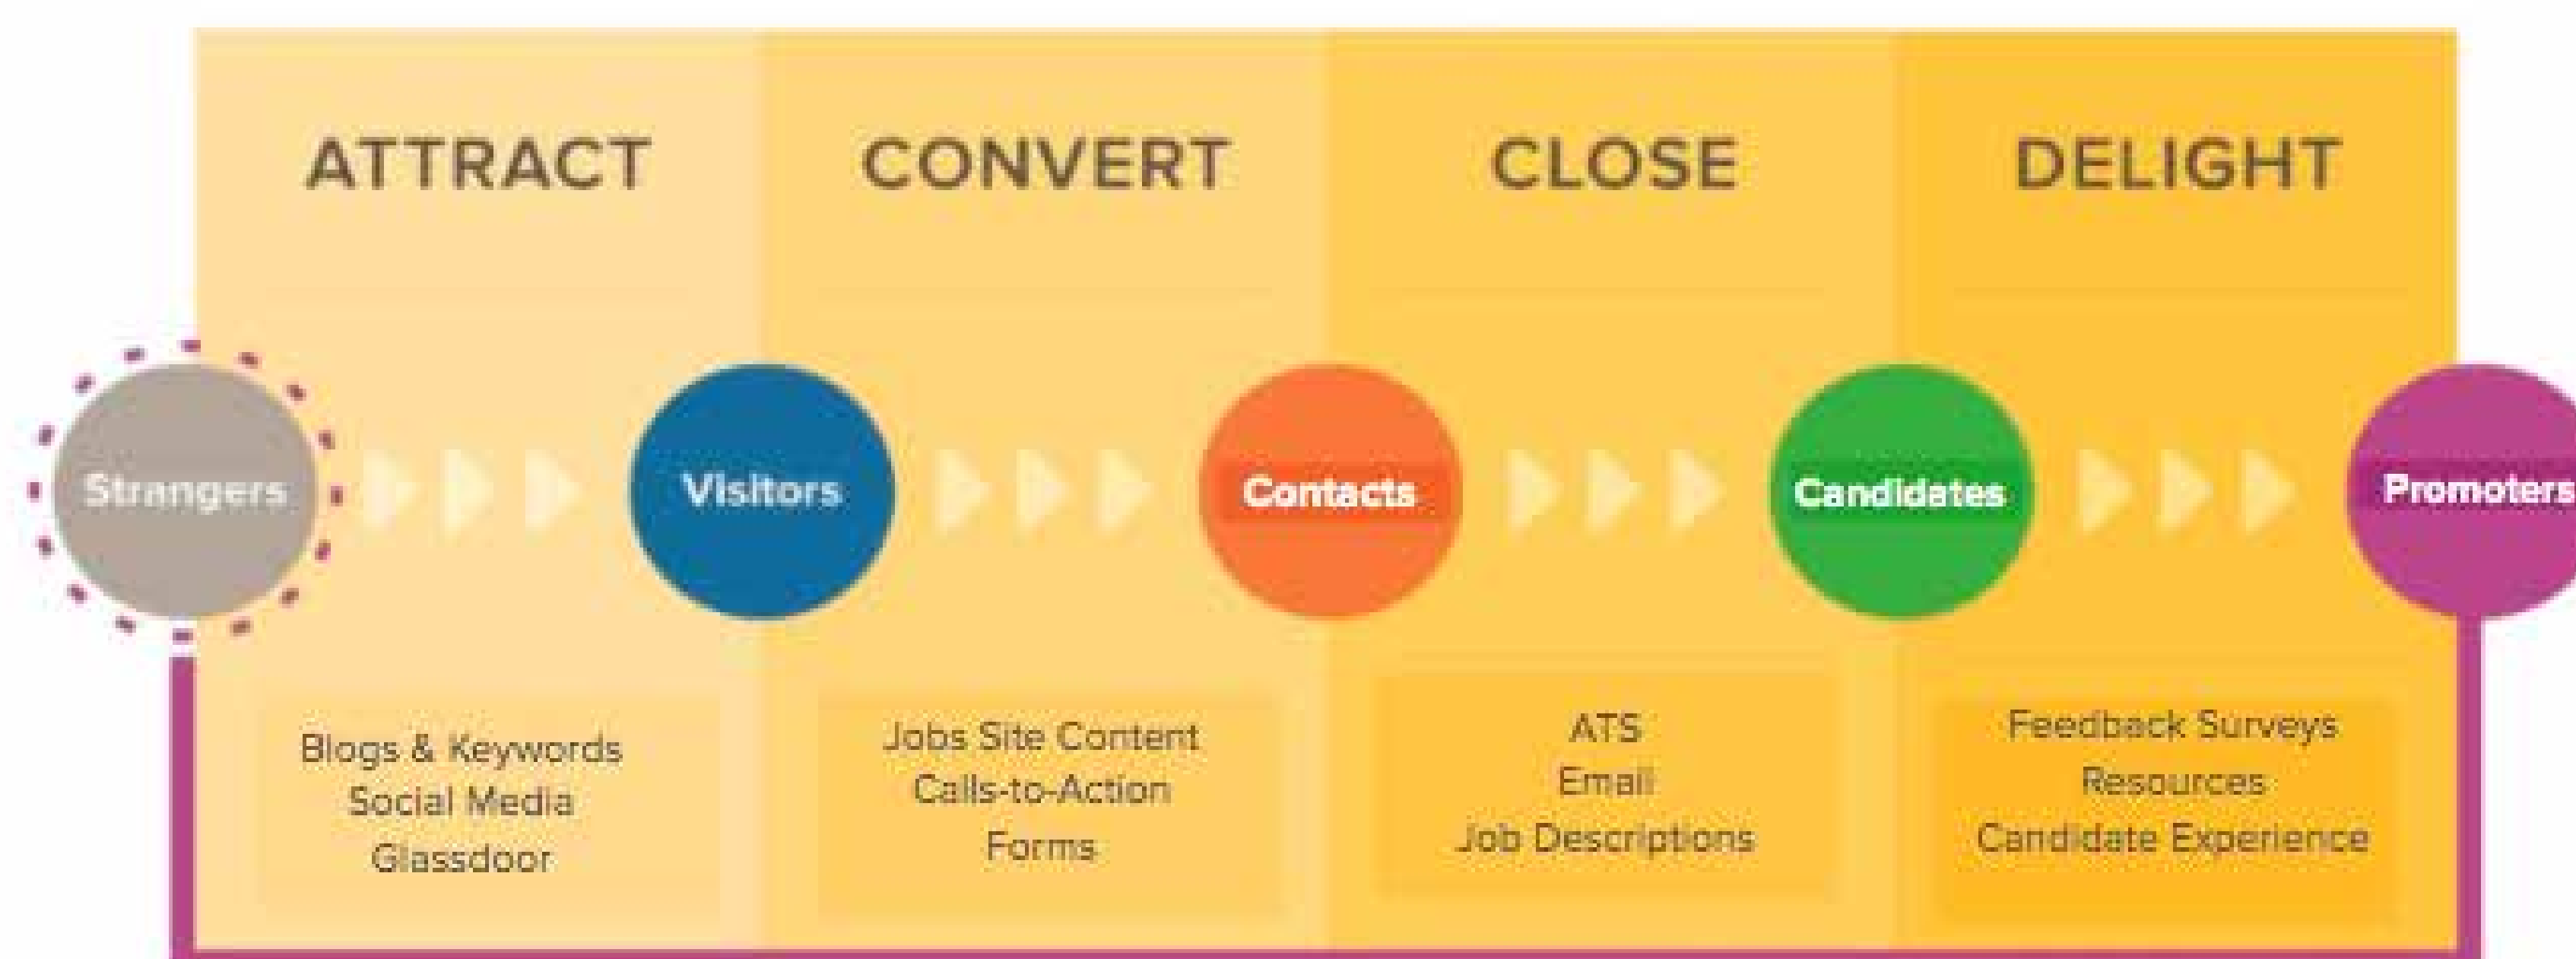 ATTRACT
CONVERT
CLOSE
DELIGHT
Strangers
Visitors
Contacts
Candidates
Promoters
Blogs & Keywords
Social Media
Glassdoor
Jobs Site Content
Calls-to-Action
Forms
ATS
Email
Job Descriptions
Feedback Surveys
Resources
Candidate Experience